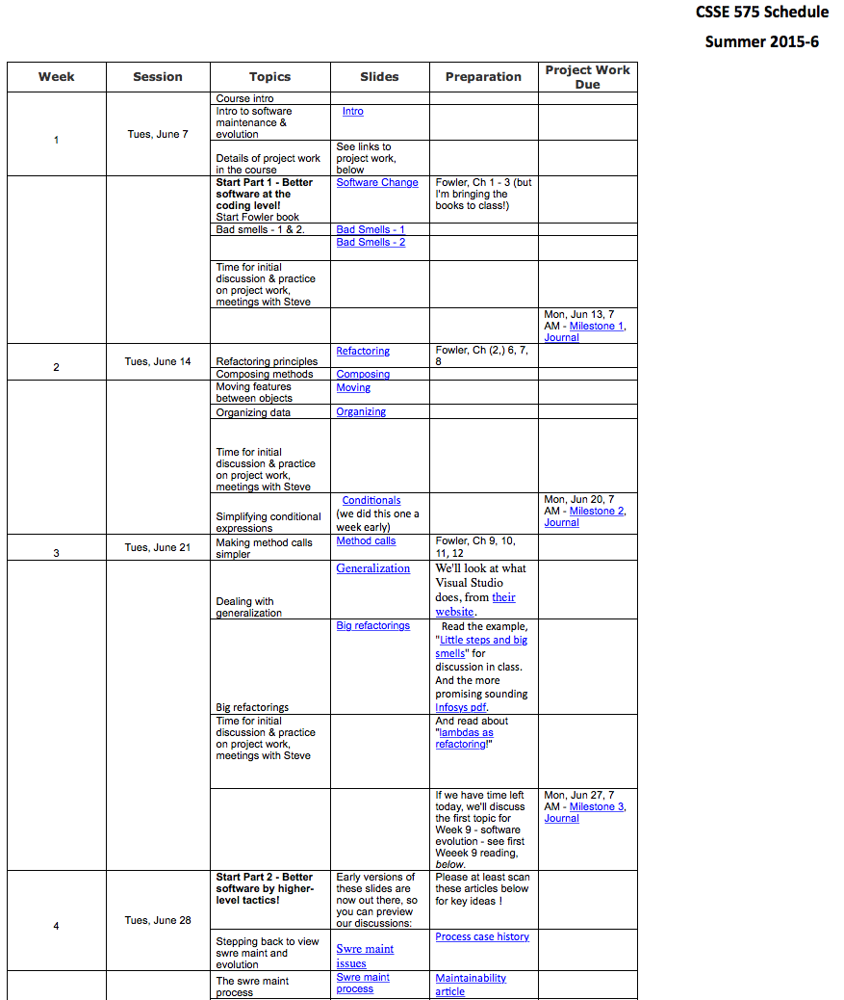 CSSE 575 Schedule
Summer 2015-6
Week Session Topics Slides Preparation Project Work Due
Course intro
1
Tues, June 7
Intro to software
maintenance &
evolution
Intro
Details of project work
in the course
See links to
project work,
below
Start Part 1 - Better
software at the
coding level!
Start Fowler book
Software Change
Fowler, Ch 1 - 3 (but
I'm bringing the
books to class!)
Bad smells - 1 & 2.
Bad Smells - 1
Bad Smells - 2
Time for initial
discussion & practice
on project work,
meetings with Steve
Mon, Jun 13, 7
AM - Milestone 1,
Journal
2
Tues, June 14
Refactoring principles
Refactoring
Fowler, Ch (2,) 6, 7,
8
Composing methods
Composing
Moving features
between objects
Moving
Organizing data
Organizing
Time for initial
discussion & practice
on project work,
meetings with Steve
Simplifying conditional
expressions
Conditionals
(we did this one a
week early)
Mon, Jun 20, 7
AM - Milestone 2,
Journal
3
Tues, June 21
Making method calls
simpler
Method calls
Fowler, Ch 9, 10,
11, 12
Dealing with
generalization
Generalization
We'll look at what
Visual Studio
does, from their
website.
Big refactorings
Big refactorings
Read the example,
"Little steps and big
smells" for
discussion in class.
And the more
promising sounding
Infosys pdf.
Time for initial
discussion & practice
on project work,
meetings with Steve
And read about
"lambdas as
refactoring!"
If we have time left
today, we'll discuss
the first topic for
Week 9 - software
evolution - see first
Weeek 9 reading,
below.
Mon, Jun 27, 7
AM - Milestone 3,
Journal
4
Tues, June 28
Start Part 2 - Better
software by higher-
level tactics!
Early versions of
these slides are
now out there, so
you can preview
our discussions:
Please at least scan
these articles below
for key ideas !
Stepping back to view
swre maint and
evolution
Swre maint
issues
Process case history
The swre maint
process
Swre maint
process
Maintainability
article